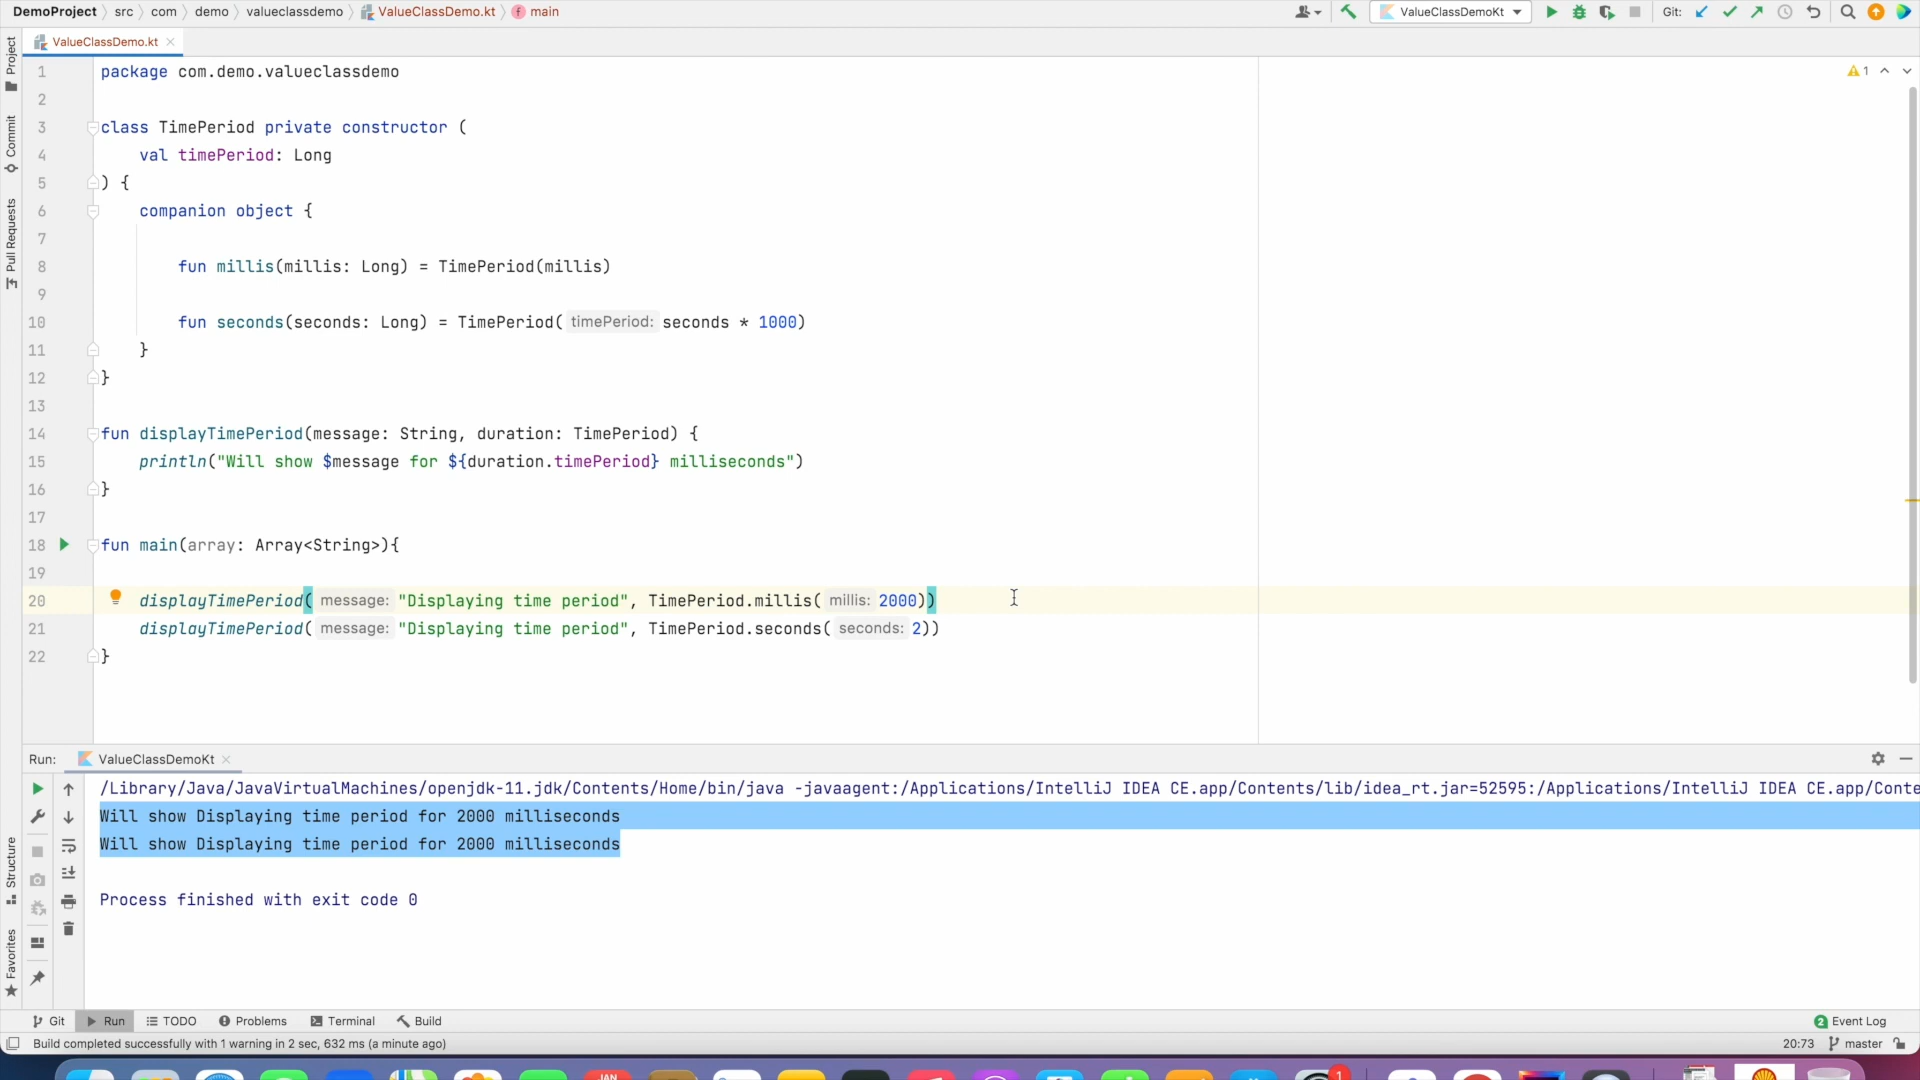 DemoProject src com demo valueclassdemo ValueClassDemo.kt main ValueClassDemoKt Git:
ValueClassDemo.kt
1 package com.demo.valueclassdemo
1
2
3 class TimePeriod private constructor (
4 val timePeriod: Long
5 ) {
6 companion object {
7
8 fun millis(millis: Long) = TimePeriod(millis)
9
10 fun seconds(seconds: Long) = TimePeriod( timePeriod: seconds * 1000)
11 }
12 }
13
14 fun displayTimePeriod(message: String, duration: TimePeriod) {
15 println("Will show $message for ${duration.timePeriod} milliseconds")
16 }
17
18 fun main(array: Array<String>){
19
20 displayTimePeriod( message: "Displaying time period", TimePeriod.millis( millis: 2000))
21 displayTimePeriod( message: "Displaying time period", TimePeriod.seconds( seconds: 2))
22 }
Project
Commit
Pull Requests
Structure
Favorites
Run: ValueClassDemoKt
/Library/Java/JavaVirtualMachines/openjdk-11.jdk/Contents/Home/bin/java -javaagent:/Applications/IntelliJ IDEA CE.app/Contents/lib/idea_rt.jar=52595:/Applications/IntelliJ IDEA CE.app/Conte
Will show Displaying time period for 2000 milliseconds
Will show Displaying time period for 2000 milliseconds
Process finished with exit code 0
Git Run TODO Problems Terminal Build 2 Event Log
Build completed successfully with 1 warning in 2 sec, 632 ms (a minute ago) 20:73 master
JAN 1